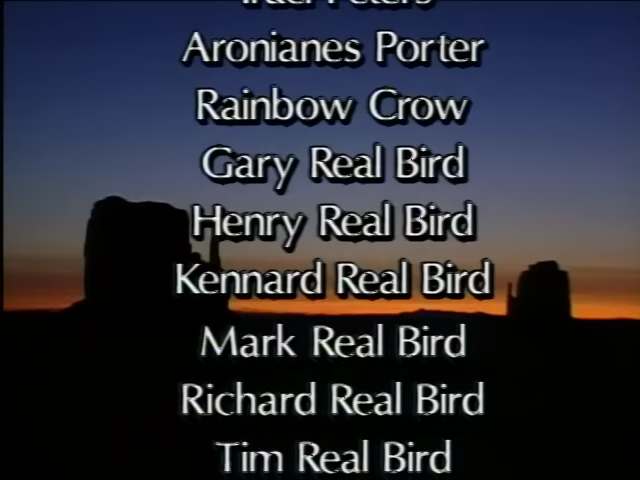 Aronianes Porter
Rainbow Crow
Gary Real Bird
Henry Real Bird
Kennard Real Bird
Mark Real Bird
Richard Real Bird
Tim Real Bird